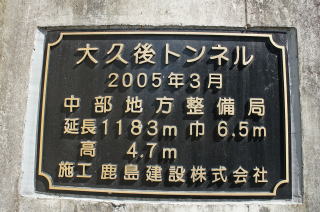 大久後トンネル
2005年3月
中部地方整備局
延長1183m 巾 6.5m
高 4.7m
施工 鹿島建設株式会社